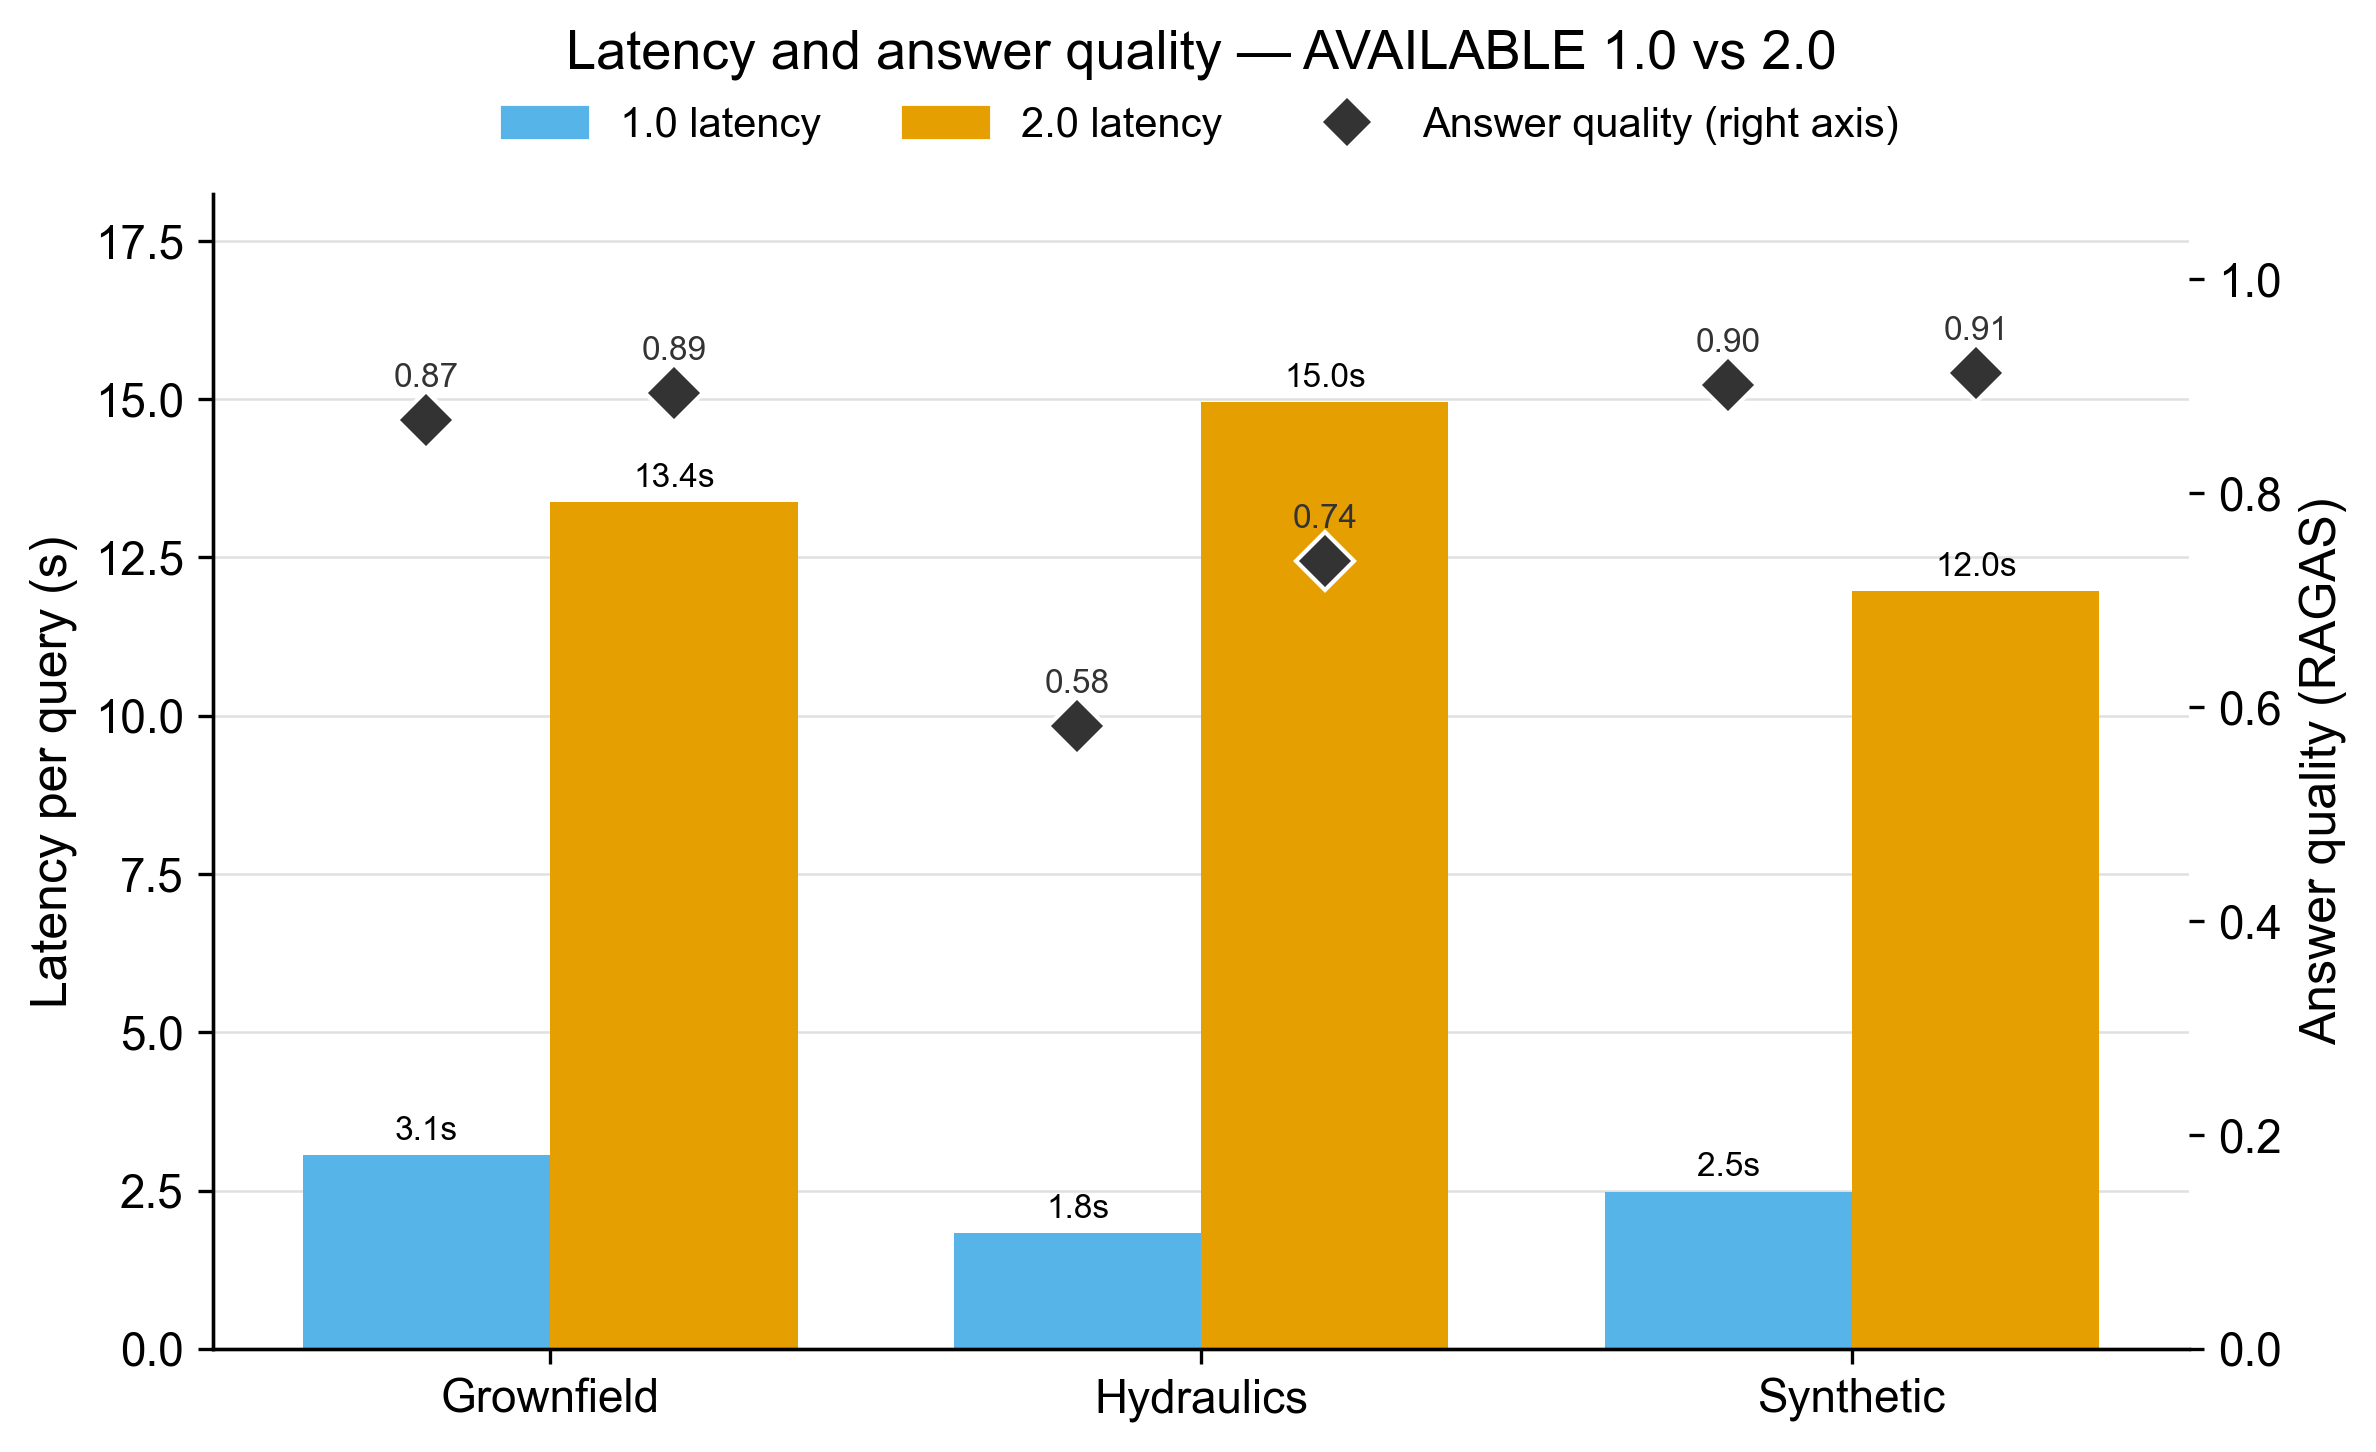 Latency and answer quality — AVAILABLE 1.0 vs 2.0
1.0 latency
2.0 latency
Answer quality (right axis)
Latency per query (s)
17.5
15.0
12.5
10.0
7.5
5.0
2.5
0.0
0.87
0.89
13.4s
3.1s
15.0s
0.74
0.58
1.8s
0.90
0.91
12.0s
2.5s
1.0
0.8
0.6
0.4
0.2
0.0
Answer quality (RAGAS)
Grownfield
Hydraulics
Synthetic